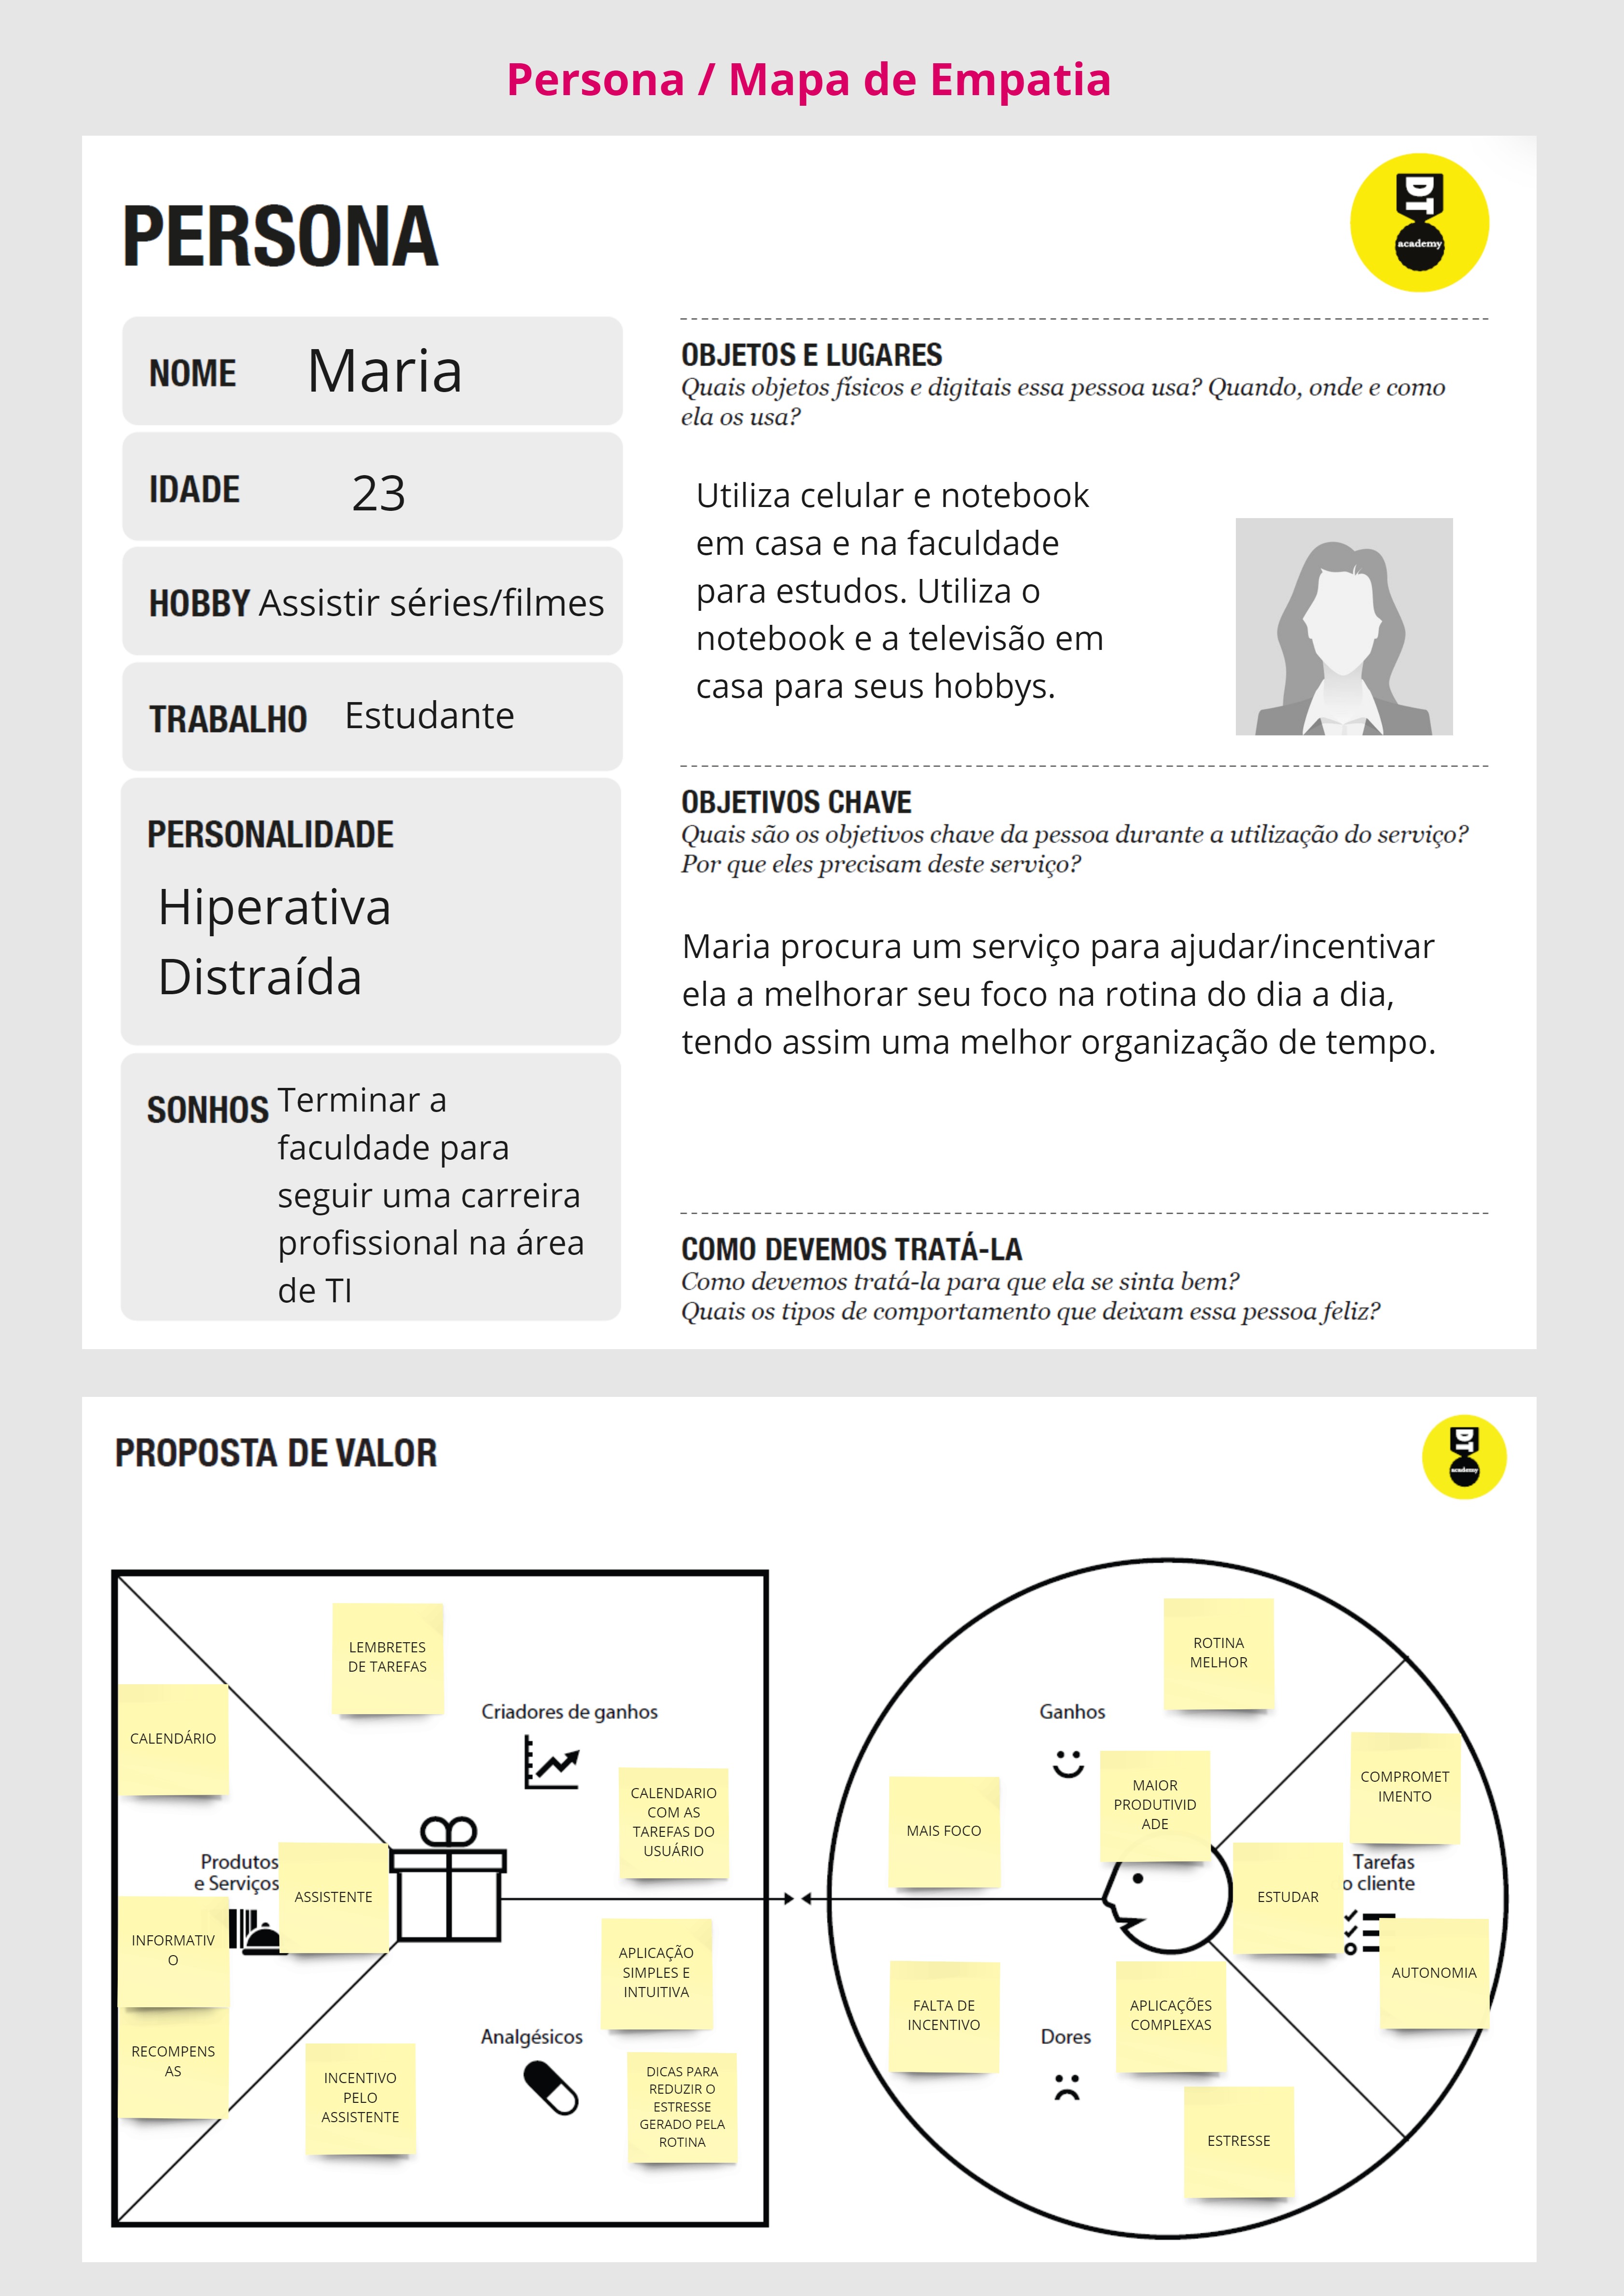 Persona / Mapa de Empatia
PERSONA
DT
academy
NOME Maria
IDADE 23
HOBBY Assistir séries/filmes
TRABALHO Estudante
PERSONALIDADE
Hiperativa
Distraída
SONHOS Terminar a
faculdade para
seguir uma carreira
profissional na área
de TI
OBJETOS E LUGARES
Quais objetos físicos e digitais essa pessoa usa? Quando, onde e como
ela os usa?
Utiliza celular e notebook
em casa e na faculdade
para estudos. Utiliza o
notebook e a televisão em
casa para seus hobbys.
OBJETIVOS CHAVE
Quais são os objetivos chave da pessoa durante a utilização do serviço?
Por que eles precisam deste serviço?
Maria procura um serviço para ajudar/incentivar
ela a melhorar seu foco na rotina do dia a dia,
tendo assim uma melhor organização de tempo.
COMO DEVEMOS TRATÁ-LA
Como devemos tratá-la para que ela se sinta bem?
Quais os tipos de comportamento que deixam essa pessoa feliz?
PROPOSTA DE VALOR
DT
academy
LEMBRETES
DE TAREFAS
CALENDÁRIO
Criadores de ganhos
CALENDARIO
COM AS
TAREFAS DO
USUÁRIO
Produtos
e Serviços
ASSISTENTE
INFORMATIV
O
RECOMPENS
AS
APLICAÇÃO
SIMPLES E
INTUITIVA
Analgésicos
INCENTIVO
PELO
ASSISTENTE
DICAS PARA
REDUZIR O
ESTRESSE
GERADO PELA
ROTINA
ROTINA
MELHOR
Ganhos
MAIOR
PRODUTIVID
ADE
MAIS FOCO
COMPROMET
IMENTO
Tarefas
o cliente
ESTUDAR
AUTONOMIA
FALTA DE
INCENTIVO
Dores
APLICAÇÕES
COMPLEXAS
ESTRESSE